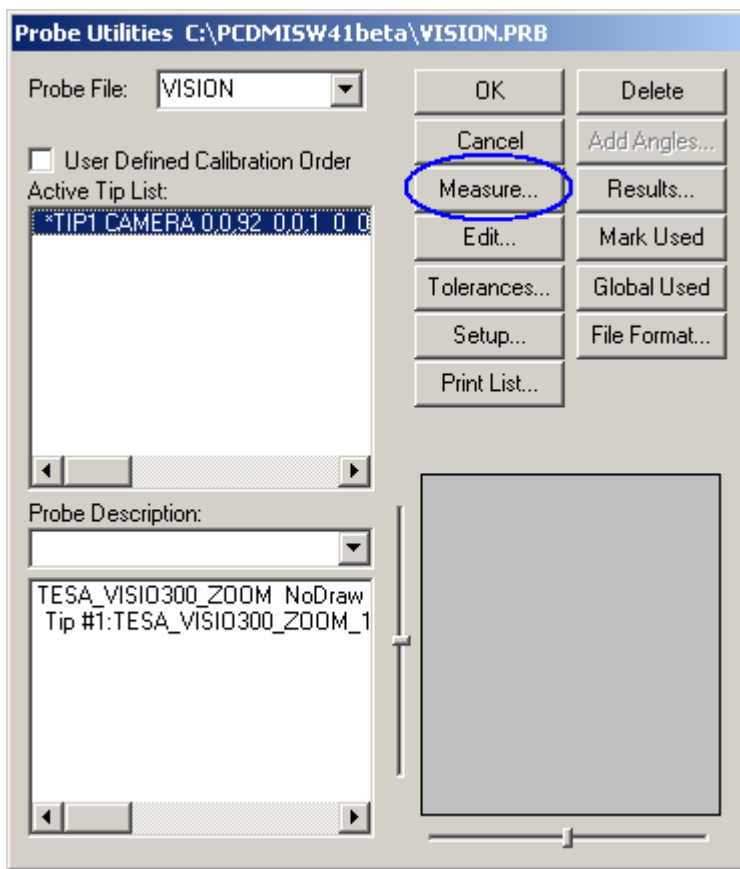 Probe Utilities C:\PCDMISW41beta\VISION.PRB
Probe File:
VISION
User Defined Calibration Order
Active Tip List:
*TIP1 CAMERA 0,0,92 0,0,1 0 0
OK
Delete
Cancel
Add Angles...
Measure...
Results...
Edit...
Mark Used
Tolerances...
Global Used
Setup...
File Format...
Print List...
Probe Description:
TESA_VISIO300_ZOOM NoDraw
Tip #1:TESA_VISIO300_ZOOM_1